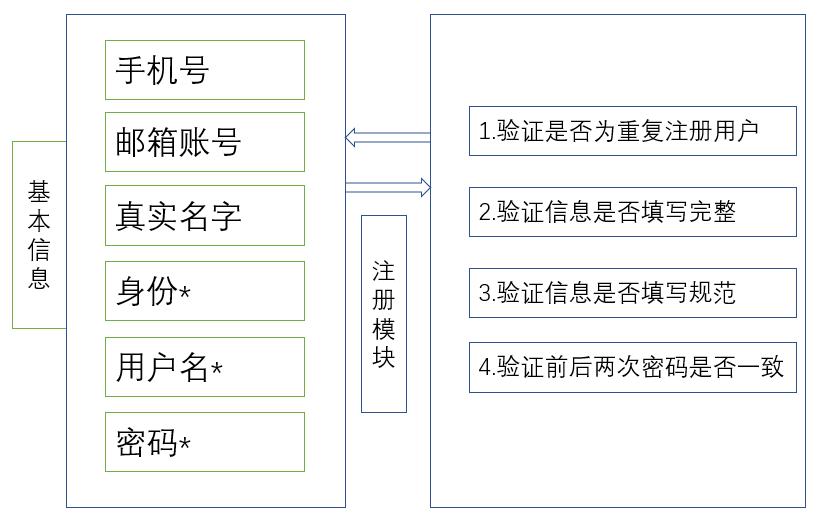 基本信息
手机号
邮箱账号
真实名字
身份*
用户名*
密码*
注册模块
1.验证是否为重复注册用户
2.验证信息是否填写完整
3.验证信息是否填写规范
4.验证前后两次密码是否一致